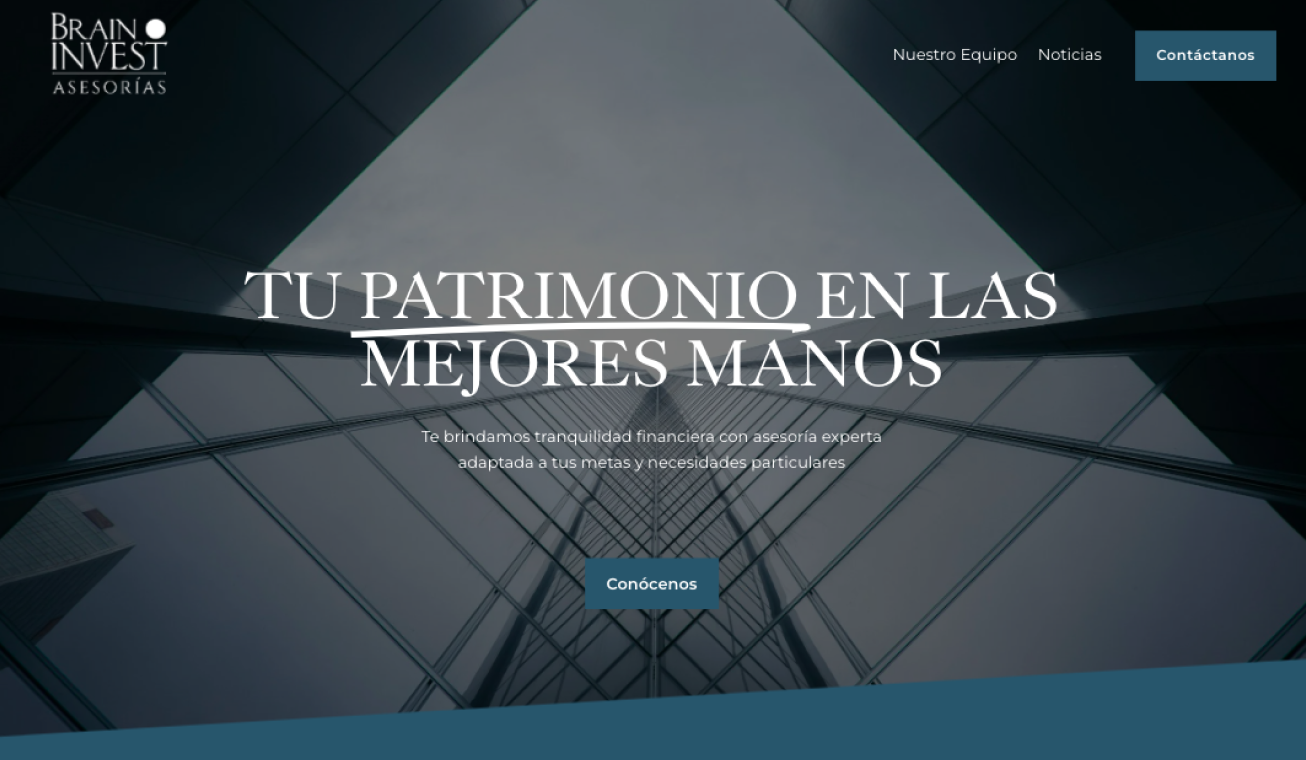 BRAIN
INVEST
ASESORÍAS
Nuestro Equipo
Noticias
Contáctanos
TU PATRIMONIO EN LAS
MEJORES MANOS
Te brindamos tranquilidad financiera con asesoría experta
adaptada a tus metas y necesidades particulares
Conócenos